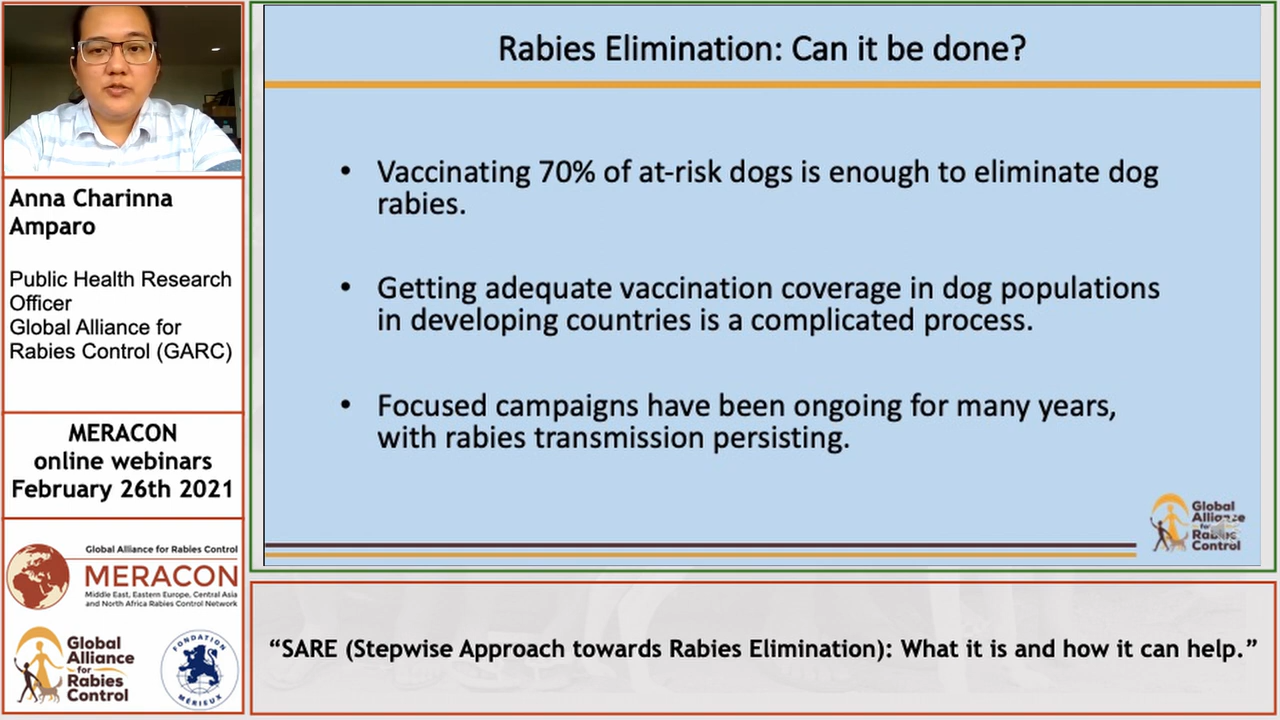 Anna Charinna
Amparo
Public Health Research
Officer
Global Alliance for
Rabies Control (GARC)
MERACON
online webinars
February 26th 2021
Global Alliance for Rabies Control
MERACON
Middle East, Eastern Europe, Central Asia
and North Africa Rabies Control Network
Global
Alliance
for
Rabies
Control
FONDATION
MÉRIEUX
Rabies Elimination: Can it be done?
• Vaccinating 70% of at-risk dogs is enough to eliminate dog
rabies.
• Getting adequate vaccination coverage in dog populations
in developing countries is a complicated process.
• Focused campaigns have been ongoing for many years,
with rabies transmission persisting.
Global
Alliance
for
Rabies
Control
“SARE (Stepwise Approach towards Rabies Elimination): What it is and how it can help.”